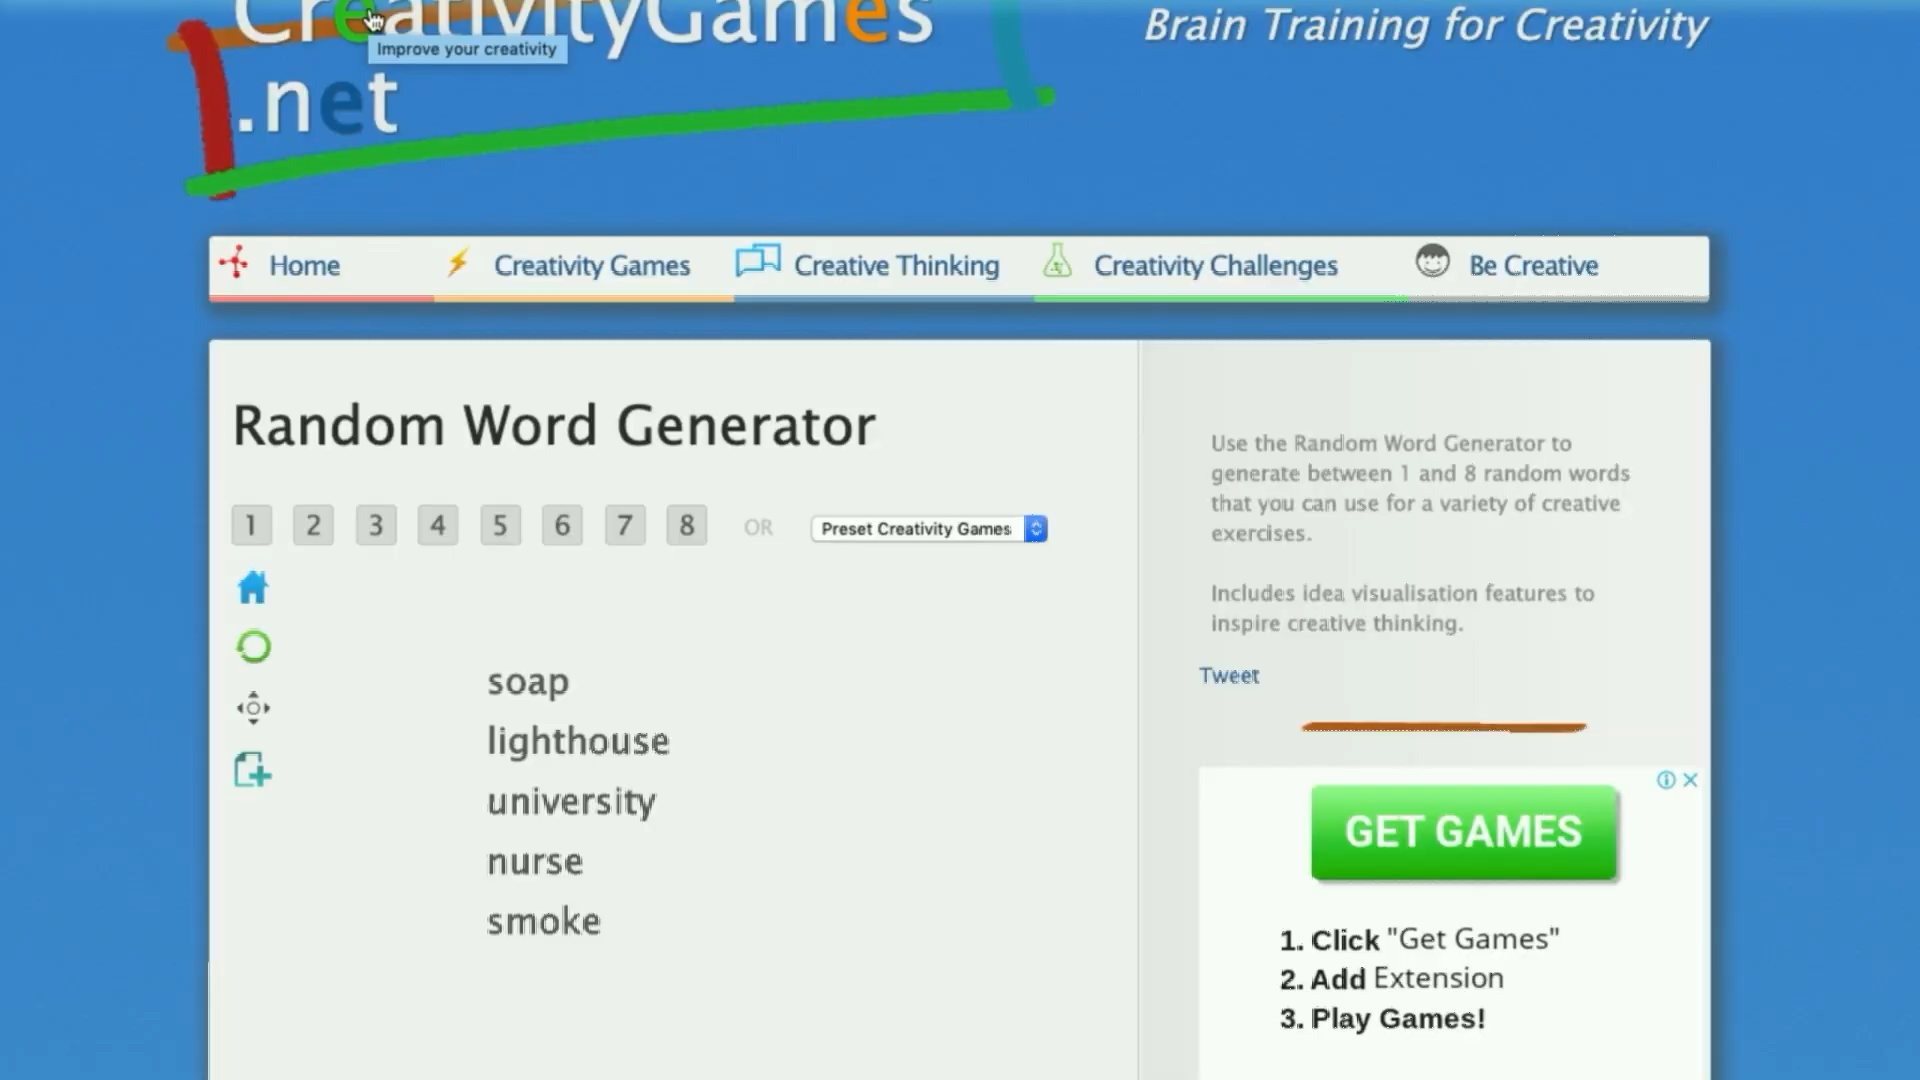 CreativityGames
.net
Improve your creativity
Brain Training for Creativity
Home
Creativity Games
Creative Thinking
Creativity Challenges
Be Creative
Random Word Generator
1 2 3 4 5 6 7 8 OR Preset Creativity Games
soap
lighthouse
university
nurse
smoke
Use the Random Word Generator to
generate between 1 and 8 random words
that you can use for a variety of creative
exercises.
Includes idea visualisation features to
inspire creative thinking.
Tweet
GET GAMES
1. Click "Get Games"
2. Add Extension
3. Play Games!